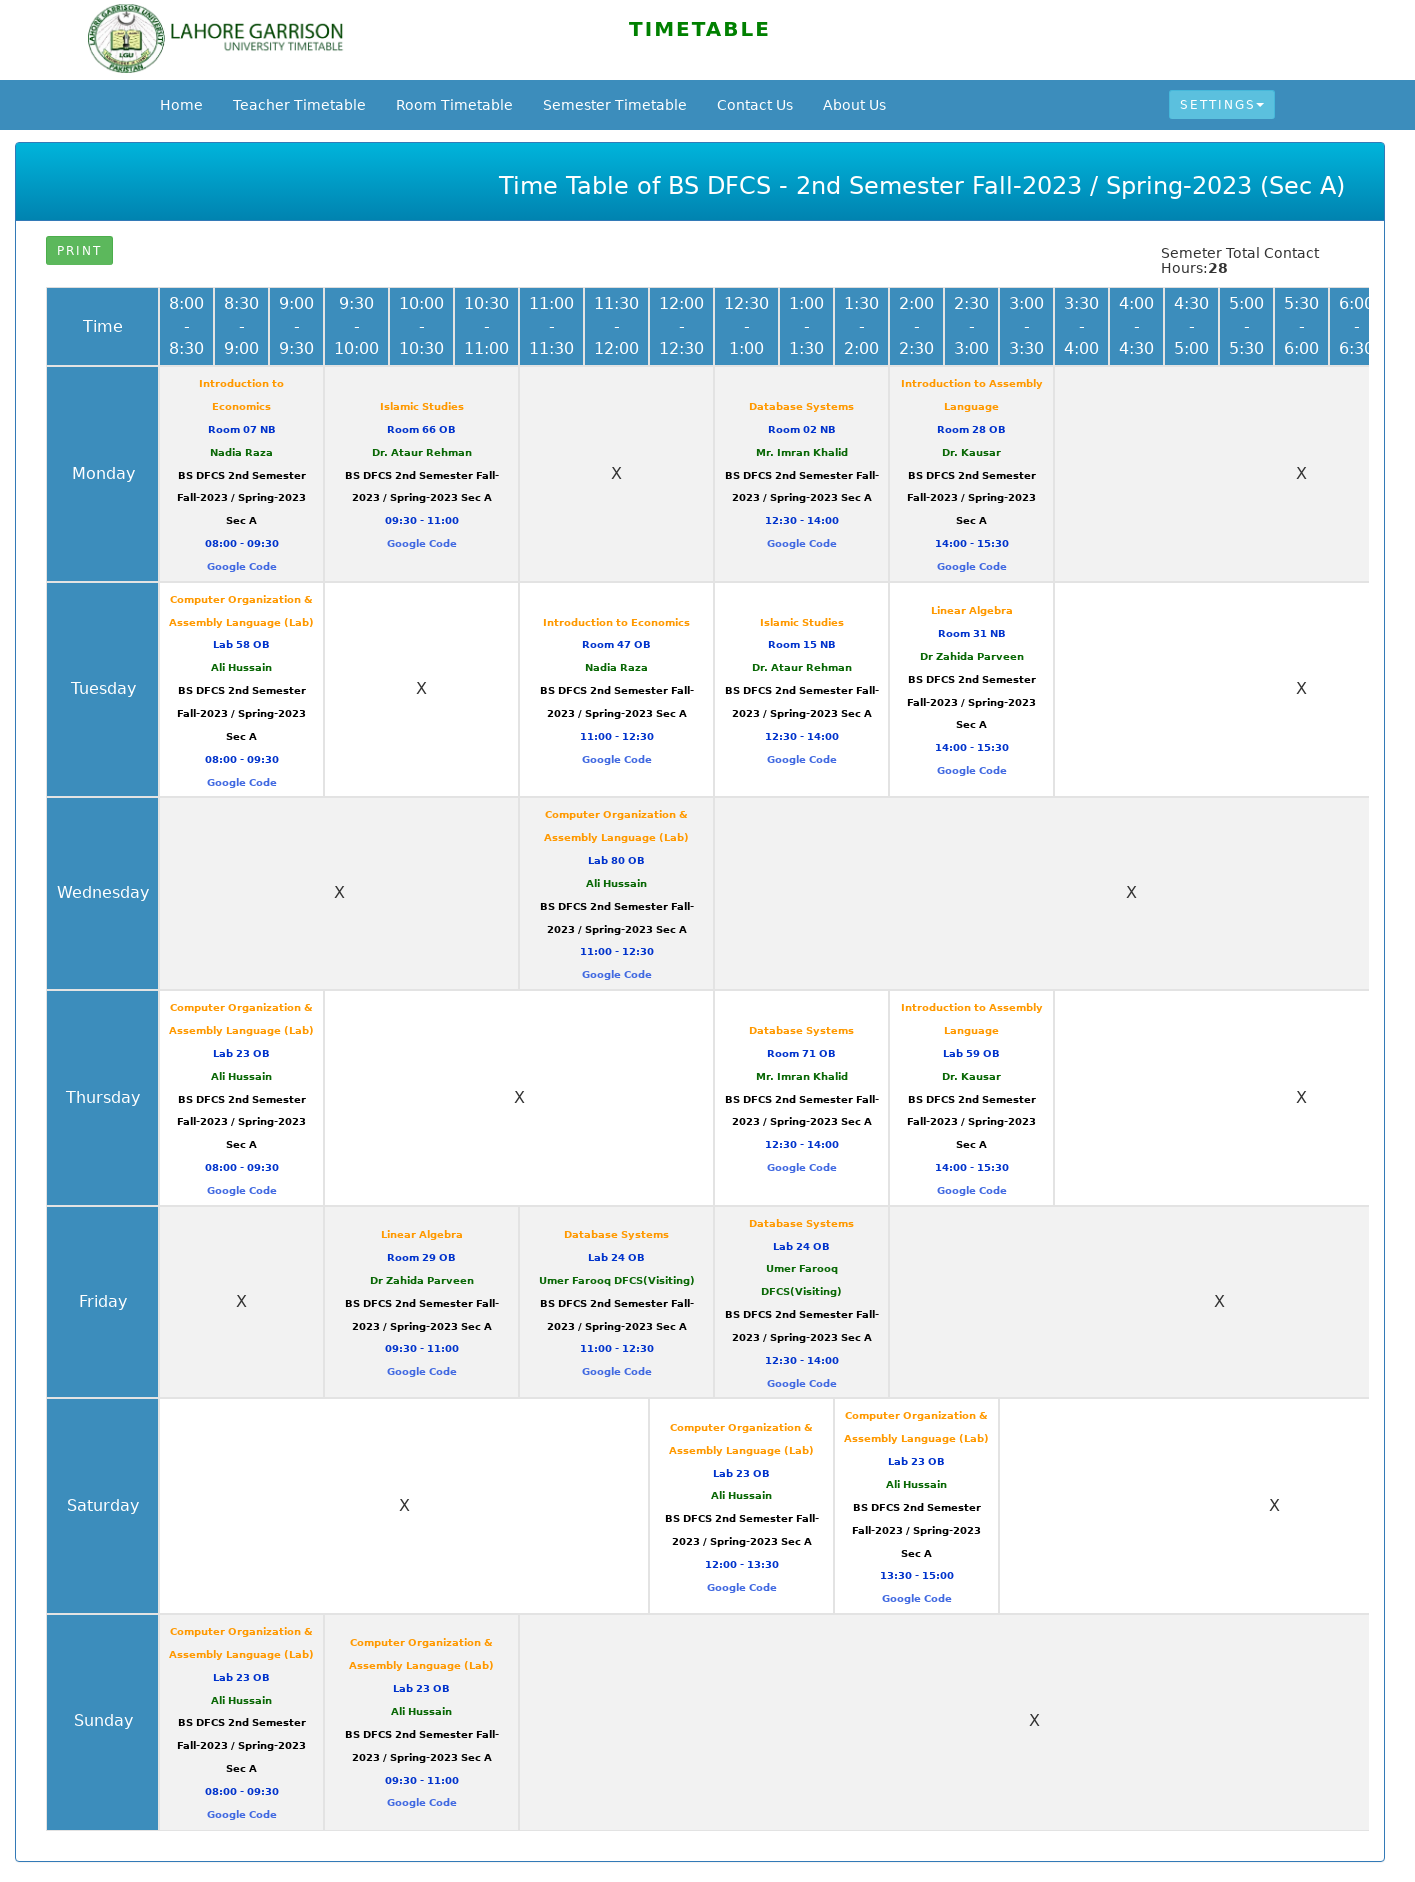 LAHORE GARRISON
UNIVERSITY TIMETABLE
TIMETABLE
Home Teacher Timetable Room Timetable Semester Timetable Contact Us About Us SETTINGS
Time Table of BS DFCS - 2nd Semester Fall-2023 / Spring-2023 (Sec A)
PRINT
Semeter Total Contact
Hours:28
Time
8:00
-
8:30
8:30
-
9:00
9:00
-
9:30
9:30
-
10:00
10:00
-
10:30
10:30
-
11:00
11:00
-
11:30
11:30
-
12:00
12:00
-
12:30
12:30
-
1:00
1:00
-
1:30
1:30
-
2:00
2:00
-
2:30
2:30
-
3:00
3:00
-
3:30
3:30
-
4:00
4:00
-
4:30
4:30
-
5:00
5:00
-
5:30
5:30
-
6:00
6:00
-
6:30
Monday
Introduction to
Economics
Room 07 NB
Nadia Raza
BS DFCS 2nd Semester
Fall-2023 / Spring-2023
Sec A
08:00 - 09:30
Google Code
Islamic Studies
Room 66 OB
Dr. Ataur Rehman
BS DFCS 2nd Semester Fall-
2023 / Spring-2023 Sec A
09:30 - 11:00
Google Code
X
Database Systems
Room 02 NB
Mr. Imran Khalid
BS DFCS 2nd Semester Fall-
2023 / Spring-2023 Sec A
12:30 - 14:00
Google Code
Introduction to Assembly
Language
Room 28 OB
Dr. Kausar
BS DFCS 2nd Semester
Fall-2023 / Spring-2023
Sec A
14:00 - 15:30
Google Code
X
Tuesday
Computer Organization &
Assembly Language (Lab)
Lab 58 OB
Ali Hussain
BS DFCS 2nd Semester
Fall-2023 / Spring-2023
Sec A
08:00 - 09:30
Google Code
X
Introduction to Economics
Room 47 OB
Nadia Raza
BS DFCS 2nd Semester Fall-
2023 / Spring-2023 Sec A
11:00 - 12:30
Google Code
Islamic Studies
Room 15 NB
Dr. Ataur Rehman
BS DFCS 2nd Semester Fall-
2023 / Spring-2023 Sec A
12:30 - 14:00
Google Code
Linear Algebra
Room 31 NB
Dr Zahida Parveen
BS DFCS 2nd Semester
Fall-2023 / Spring-2023
Sec A
14:00 - 15:30
Google Code
X
Wednesday
X
Computer Organization &
Assembly Language (Lab)
Lab 80 OB
Ali Hussain
BS DFCS 2nd Semester Fall-
2023 / Spring-2023 Sec A
11:00 - 12:30
Google Code
X
Thursday
Computer Organization &
Assembly Language (Lab)
Lab 23 OB
Ali Hussain
BS DFCS 2nd Semester
Fall-2023 / Spring-2023
Sec A
08:00 - 09:30
Google Code
X
Database Systems
Room 71 OB
Mr. Imran Khalid
BS DFCS 2nd Semester Fall-
2023 / Spring-2023 Sec A
12:30 - 14:00
Google Code
Introduction to Assembly
Language
Lab 59 OB
Dr. Kausar
BS DFCS 2nd Semester
Fall-2023 / Spring-2023
Sec A
14:00 - 15:30
Google Code
X
Friday
X
Linear Algebra
Room 29 OB
Dr Zahida Parveen
BS DFCS 2nd Semester Fall-
2023 / Spring-2023 Sec A
09:30 - 11:00
Google Code
Database Systems
Lab 24 OB
Umer Farooq DFCS(Visiting)
BS DFCS 2nd Semester Fall-
2023 / Spring-2023 Sec A
11:00 - 12:30
Google Code
Database Systems
Lab 24 OB
Umer Farooq
DFCS(Visiting)
BS DFCS 2nd Semester Fall-
2023 / Spring-2023 Sec A
12:30 - 14:00
Google Code
X
Saturday
X
Computer Organization &
Assembly Language (Lab)
Lab 23 OB
Ali Hussain
BS DFCS 2nd Semester Fall-
2023 / Spring-2023 Sec A
12:00 - 13:30
Google Code
Computer Organization &
Assembly Language (Lab)
Lab 23 OB
Ali Hussain
BS DFCS 2nd Semester
Fall-2023 / Spring-2023
Sec A
13:30 - 15:00
Google Code
X
Sunday
Computer Organization &
Assembly Language (Lab)
Lab 23 OB
Ali Hussain
BS DFCS 2nd Semester
Fall-2023 / Spring-2023
Sec A
08:00 - 09:30
Google Code
Computer Organization &
Assembly Language (Lab)
Lab 23 OB
Ali Hussain
BS DFCS 2nd Semester Fall-
2023 / Spring-2023 Sec A
09:30 - 11:00
Google Code
X